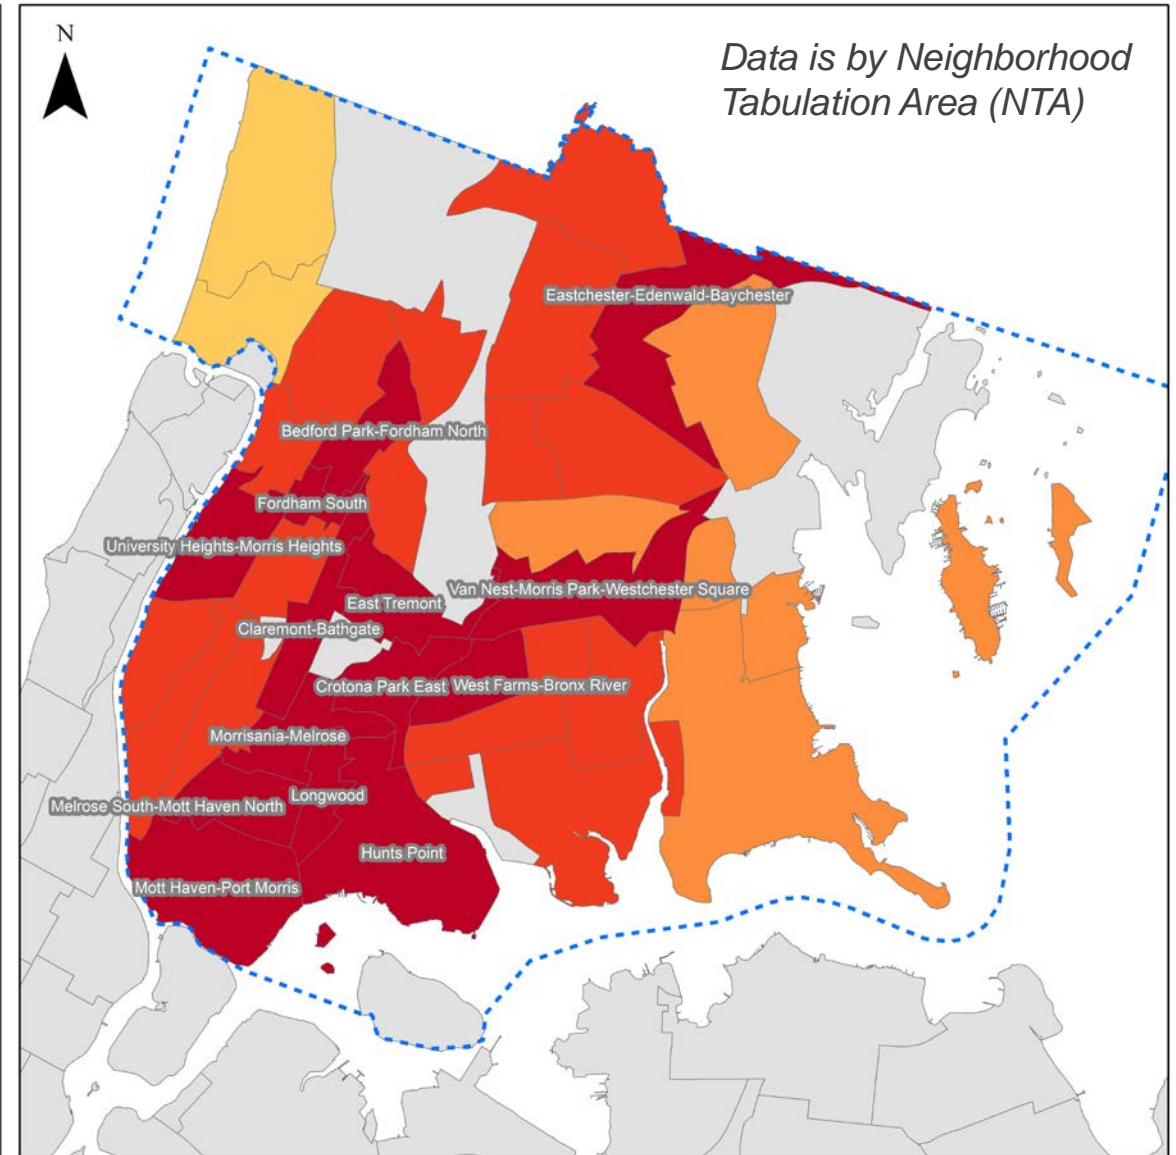 N
Data is by Neighborhood
Tabulation Area (NTA)
Eastchester-Edenwald-Baychester
Bedford Park-Fordham North
Fordham South
University Heights-Morris Heights
Van Nest-Morris Park-Westchester Square
East Tremont
Claremont-Bathgate
Crotona Park East
West Farms-Bronx River
Morrisania-Melrose
Longwood
Melrose South-Mott Haven North
Hunts Point
Mott Haven-Port Morris